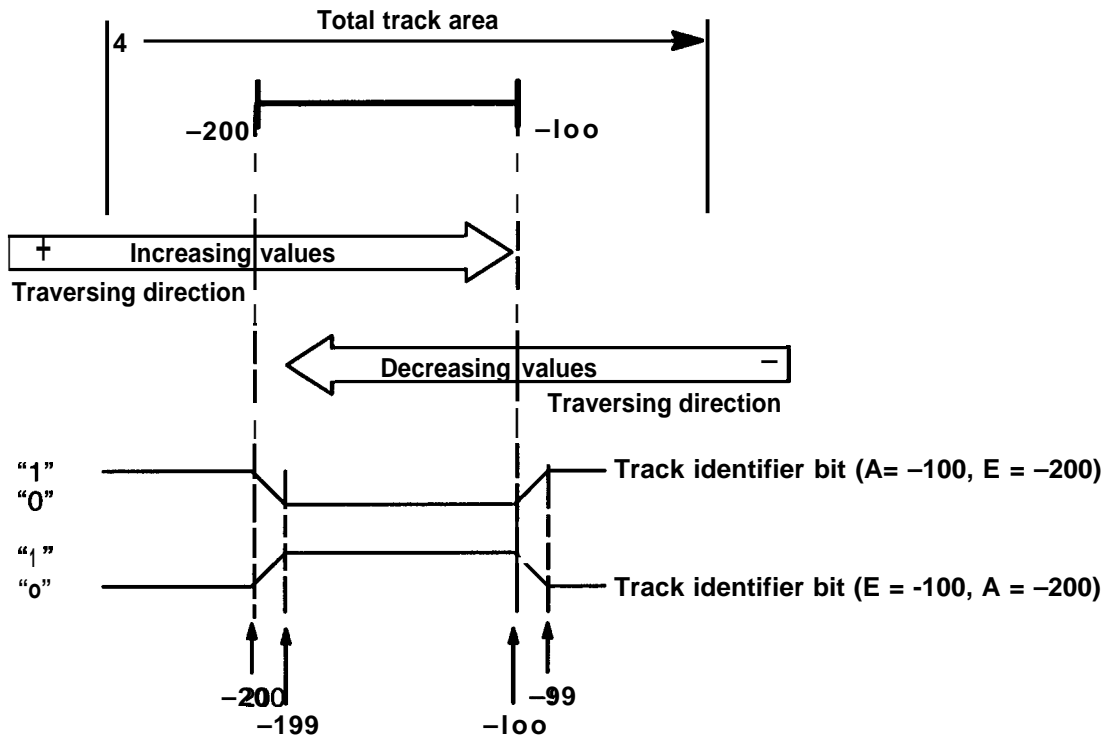 Total track area
4
–200
–loo
+
Increasing values
Traversing direction
Decreasing values
–
Traversing direction
“1”
“0”
Track identifier bit (A= –100, E = –200)
“1”
“o”
Track identifier bit (E = -100, A = –200)
–200
–199
–loo
–99